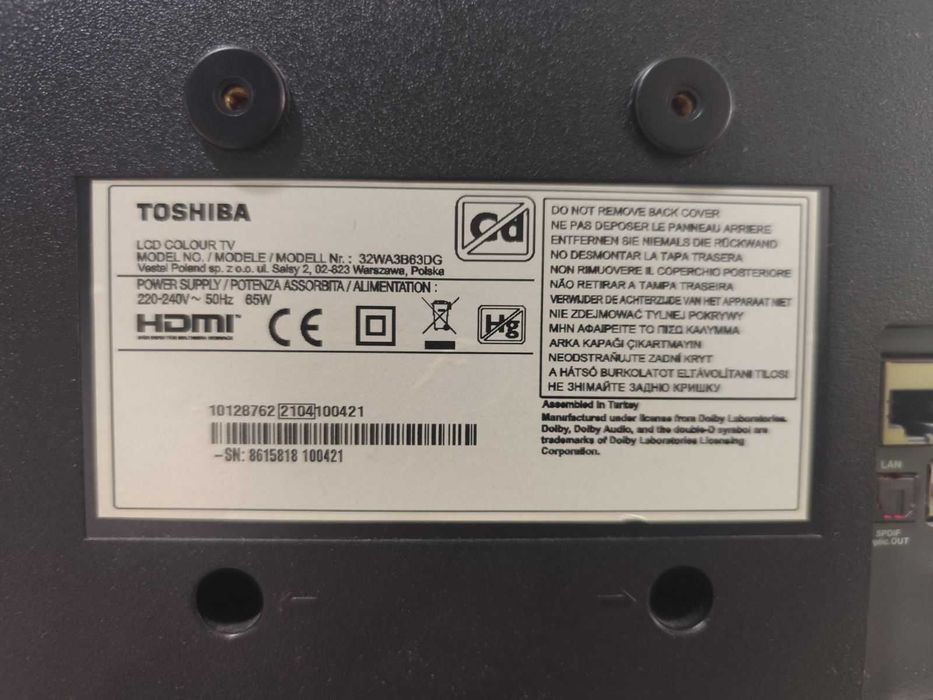 TOSHIBA
LCD COLOUR TV
MODEL NO. / MODELE / MODELL Nr. : 32WA3B63DG
Vestel Poland sp. z o.o. ul. Salsy 2, 02-823 Warszawa, Polska
POWER SUPPLY / POTENZA ASSORBITA / ALIMENTATION :
220-240V ~ 50Hz 65W
HDMI
HIGH DEFINITION MULTIMEDIA INTERFACE
CE
Hg
Cd
10128762 2104 100421
-SN: 8615818 100421
DO NOT REMOVE BACK COVER
NE PAS DEPOSER LE PANNEAU ARRIERE
ENTFERNEN SIE NIEMALS DIE RÜCKWAND
NO DESMONTAR LA TAPA TRASERA
NON RIMUOVERE IL COPERCHIO POSTERIORE
NÃO RETIRAR A TAMPA TRASEIRA
VERWIJDER DE ACHTERZIJDE VAN HET APPARAAT NIET
NIE ZDEJMOWAĆ TYLNEJ POKRYWY
ΜΗΝ ΑΦΑΙΡΕΙΤΕ ΤΟ ΠΙΣΩ ΚΑΛΥΜΜΑ
ARKA KAPAĞI ÇIKARTMAYIN
NEODSTRAŇUJTE ZADNÍ KRYT
A HÁTSÓ BURKOLATOT ELTÁVOLÍTANI TILOS!
НЕ ЗНІМАЙТЕ ЗАДНЮ КРИШКУ
Assembled in Turkey
Manufactured under license from Dolby Laboratories.
Dolby, Dolby Audio, and the double-D symbol are
trademarks of Dolby Laboratories Licensing
Corporation.
LAN
SPDIF
OUT